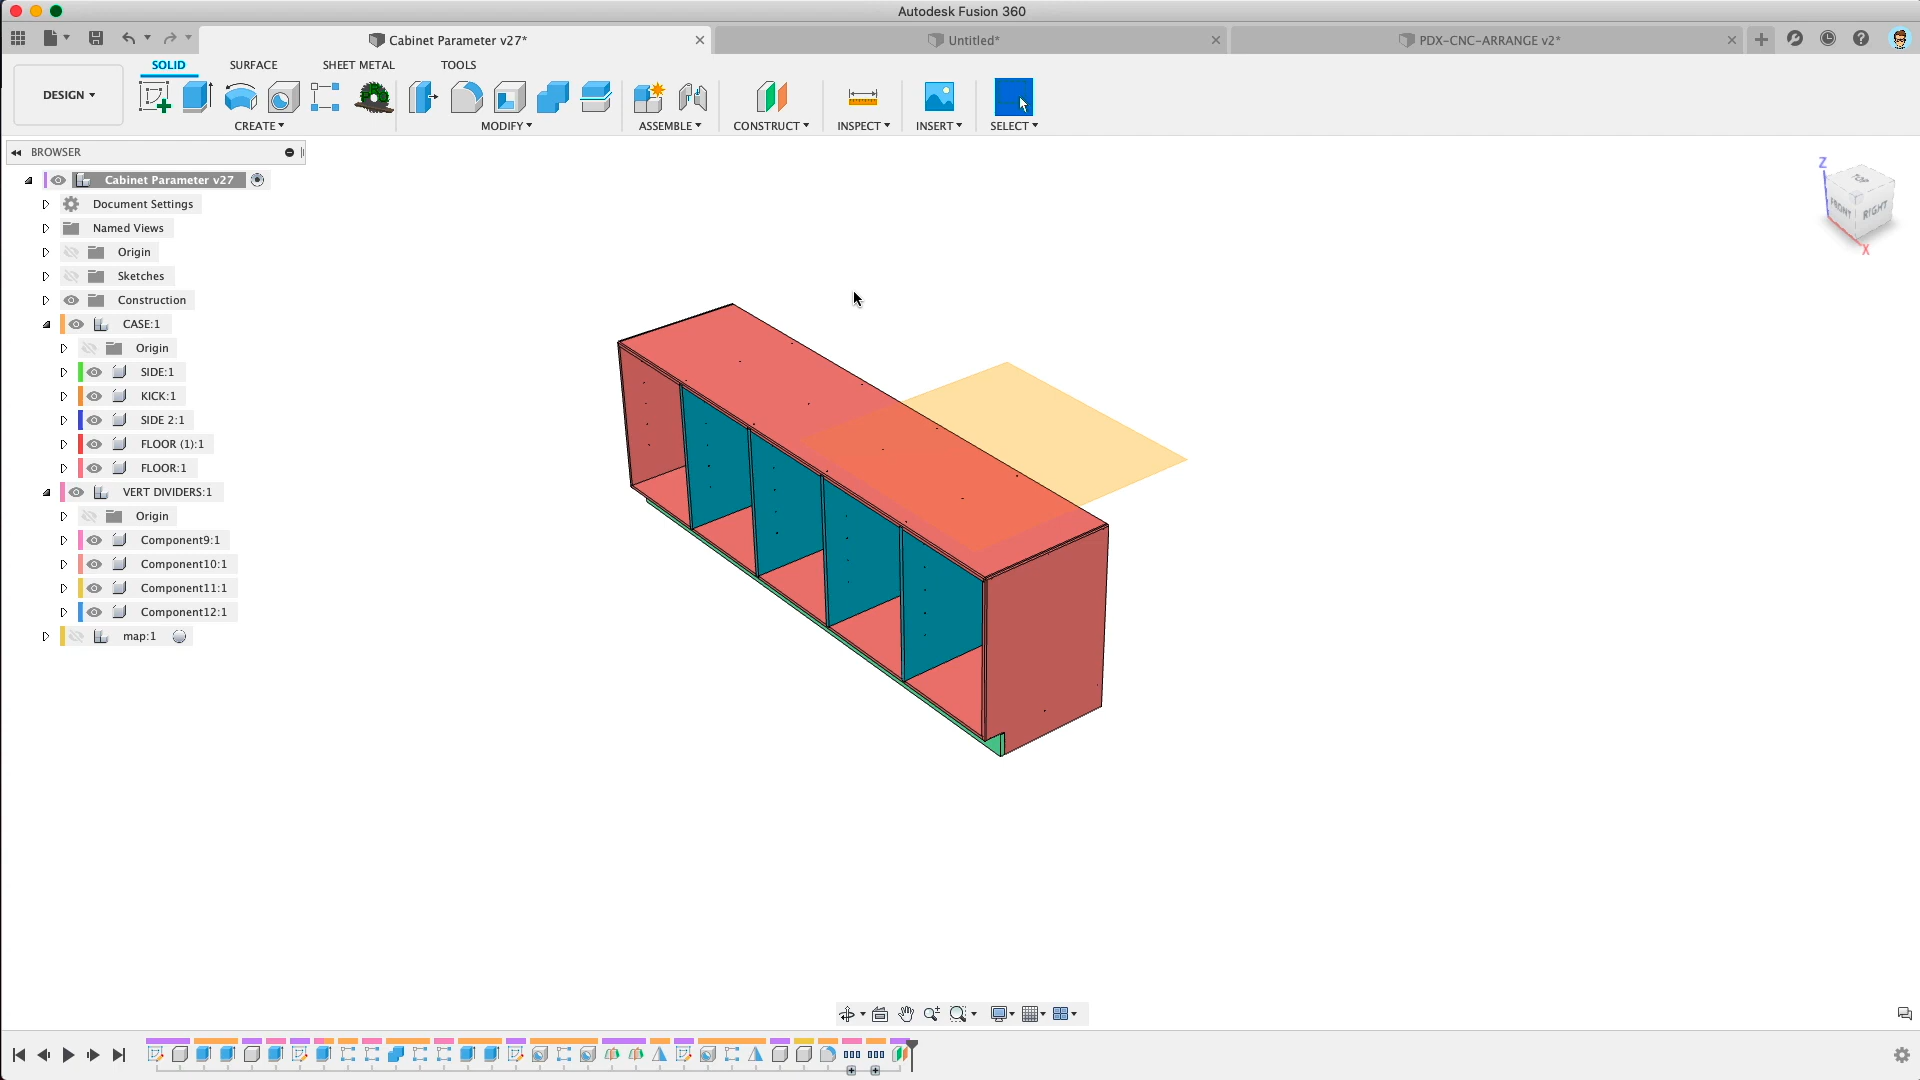 Autodesk Fusion 360
Cabinet Parameter v27*
Untitled*
PDX-CNC-ARRANGE v2*
SOLID SURFACE SHEET METAL TOOLS
DESIGN
CREATE MODIFY ASSEMBLE CONSTRUCT INSPECT INSERT SELECT
BROWSER
Cabinet Parameter v27
Document Settings
Named Views
Origin
Sketches
Construction
CASE:1
Origin
SIDE:1
KICK:1
SIDE 2:1
FLOOR (1):1
FLOOR:1
VERT DIVIDERS:1
Origin
Component9:1
Component10:1
Component11:1
Component12:1
map:1
Z
TOP
FRONT
RIGHT
X